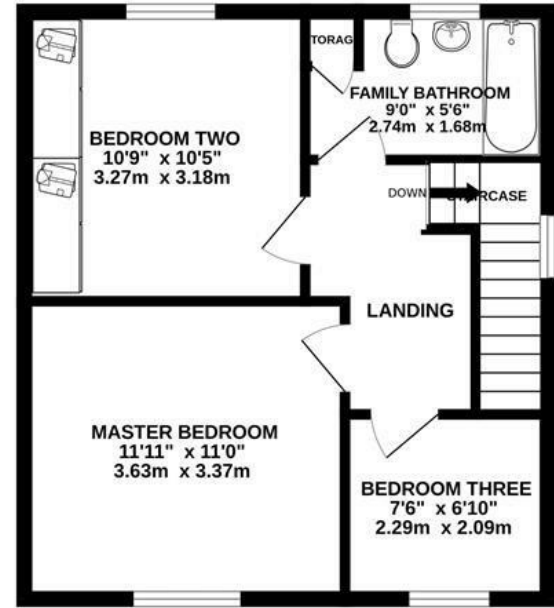 TORAG
FAMILY BATHROOM
9'0" x 5'6"
2.74m x 1.68m
BEDROOM TWO
10'9" x 10'5"
3.27m x 3.18m
DOWN
STAIRCASE
LANDING
MASTER BEDROOM
11'11" x 11'0"
3.63m x 3.37m
BEDROOM THREE
7'6" x 6'10"
2.29m x 2.09m